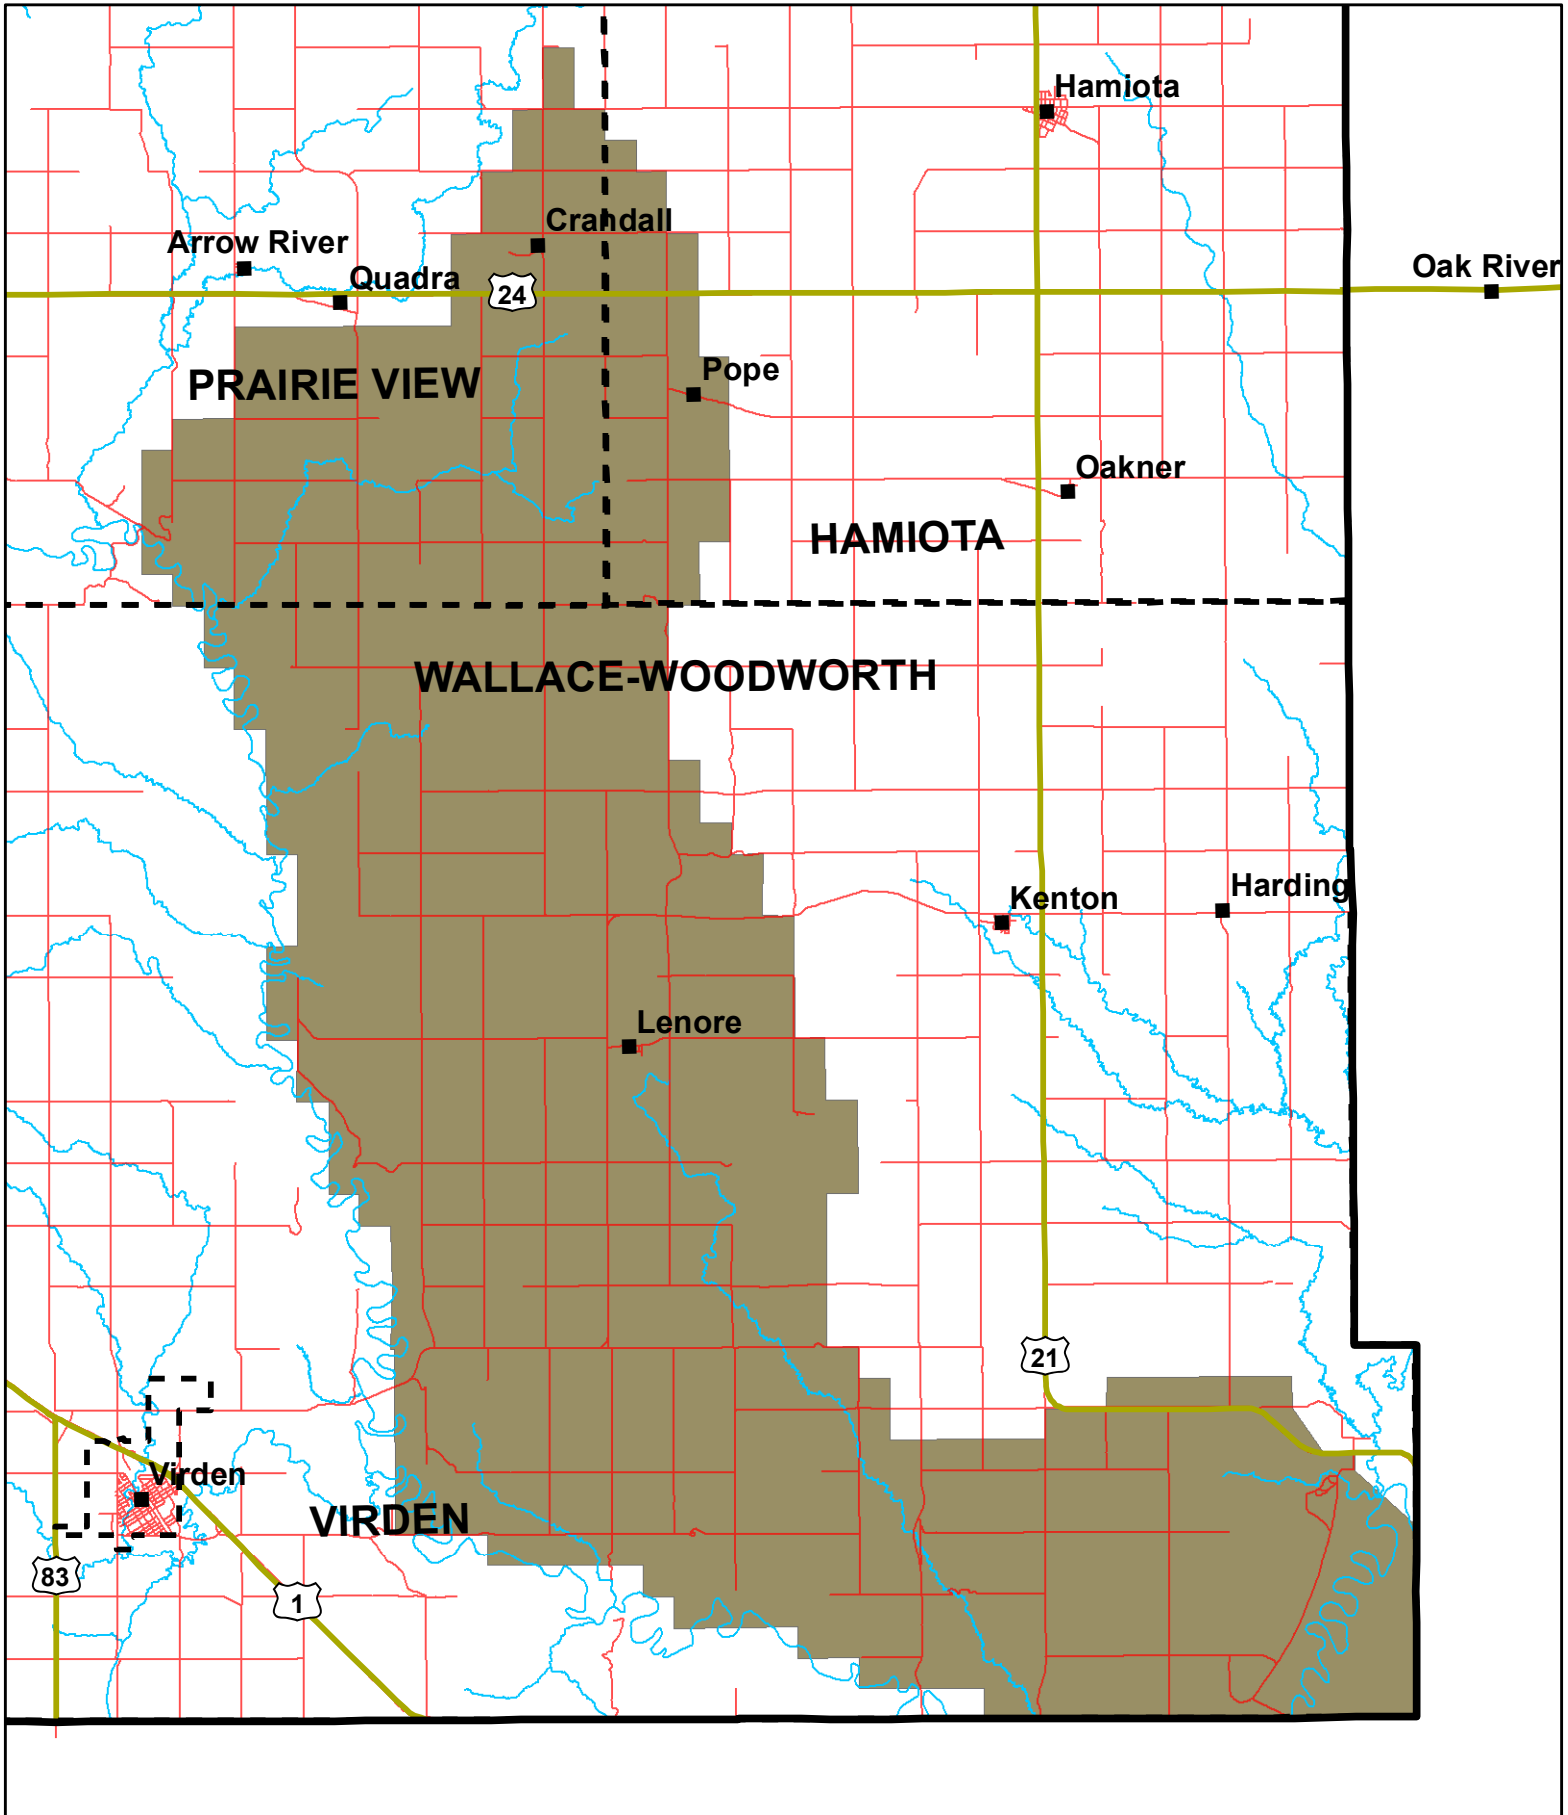 Hamiota
Crandall
Arrow River
Quadra
24
Oak River
PRAIRIE VIEW
Pope
Oakner
HAMIOTA
WALLACE-WOODWORTH
Kenton
Harding
Lenore
21
Virden
VIRDEN
83
1